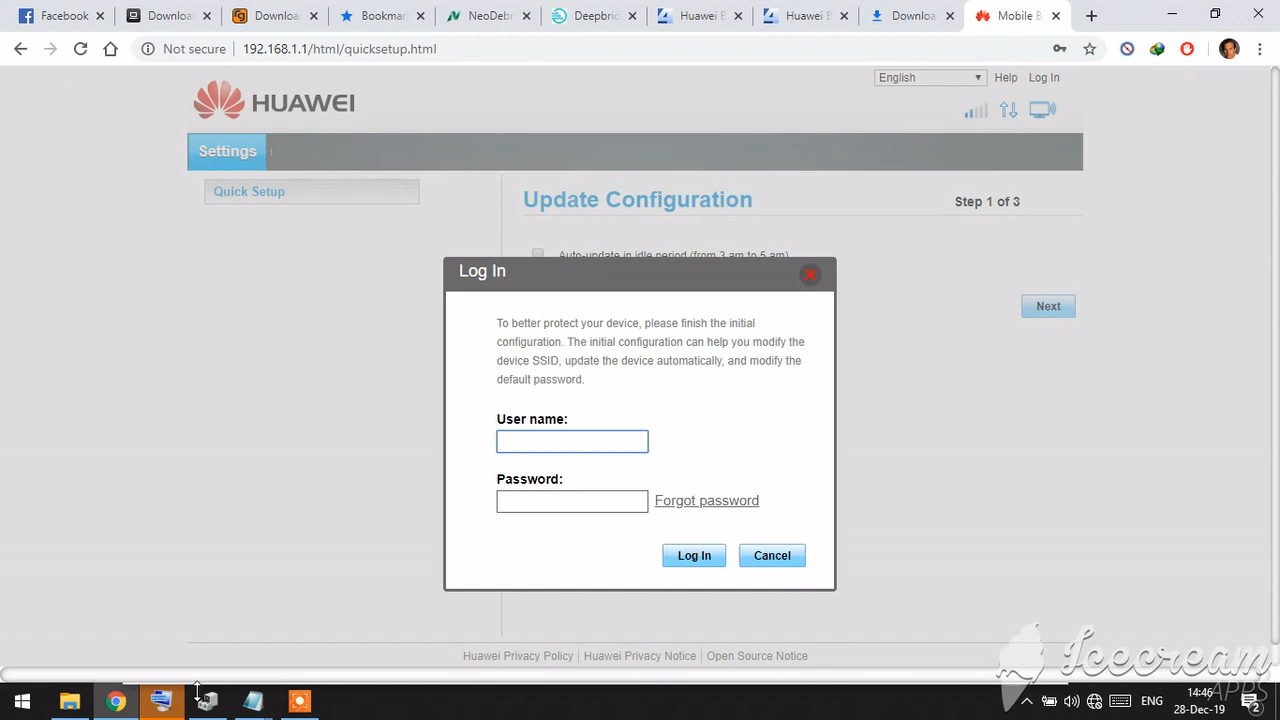 Facebook
Download
Download
Bookmar
NeoDebr
Deepbrid
Huawei B
Huawei B
Downloa
Mobile B
Not secure
192.168.1.1/html/quicksetup.html
English
Help
Log In
HUAWEI
Settings
Quick Setup
Update Configuration
Step 1 of 3
Auto-update in idle period (from 3 am to 5 am)
Next
Log In
To better protect your device, please finish the initial
configuration. The initial configuration can help you modify the
device SSID, update the device automatically, and modify the
default password.
User name:
Password:
Forgot password
Log In
Cancel
Huawei Privacy Policy | Huawei Privacy Notice | Open Source Notice
Icecream
APPS
ENG
14:46
28-Dec-19
2